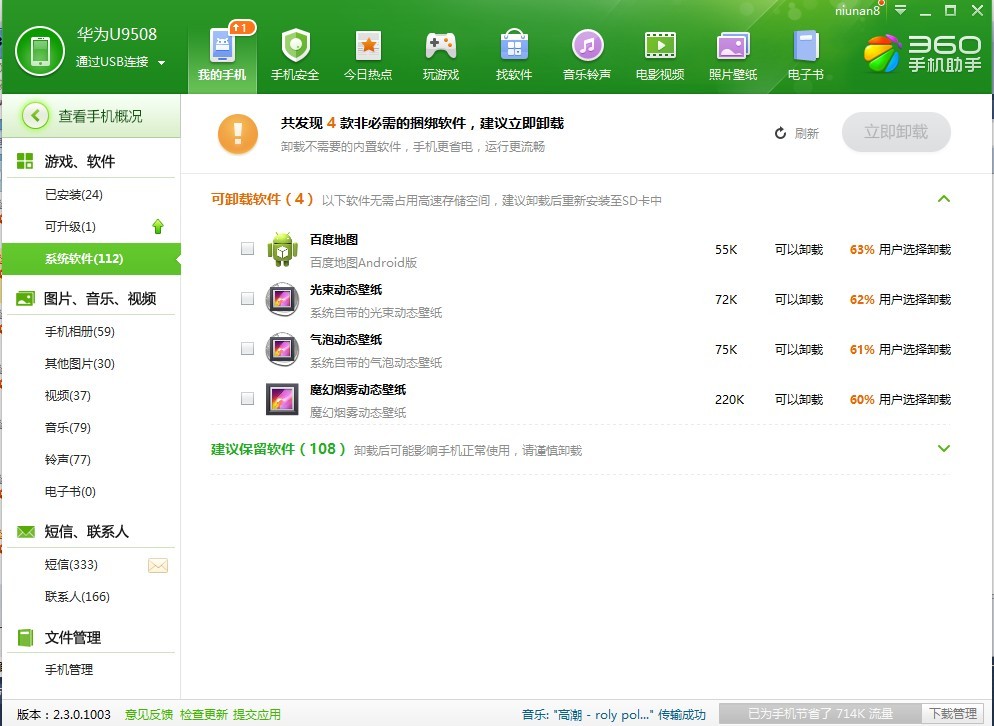 niunan8
华为U9508
通过USB连接
↑1
我的手机
手机安全
今日热点
玩游戏
找软件
音乐铃声
电影视频
照片壁纸
电子书
360
手机助手
查看手机概况
游戏、软件
已安装(24)
可升级(1)
系统软件(112)
图片、音乐、视频
手机相册(59)
其他图片(30)
视频(37)
音乐(79)
铃声(77)
电子书(0)
短信、联系人
短信(333)
联系人(166)
文件管理
手机管理
共发现 4 款非必需的捆绑软件，建议立即卸载
卸载不需要的内置软件，手机更省电，运行更流畅
刷新
立即卸载
可卸载软件（4）以下软件无需占用高速存储空间，建议卸载后重新安装至SD卡中
百度地图
百度地图Android版
55K 可以卸载 63% 用户选择卸载
光束动态壁纸
系统自带的光束动态壁纸
72K 可以卸载 62% 用户选择卸载
气泡动态壁纸
系统自带的气泡动态壁纸
75K 可以卸载 61% 用户选择卸载
魔幻烟雾动态壁纸
魔幻烟雾动态壁纸
220K 可以卸载 60% 用户选择卸载
建议保留软件（108）卸载后可能影响手机正常使用，请谨慎卸载
版本：2.3.0.1003 意见反馈 检查更新 提交应用
音乐: "高潮 - roly pol..." 传输成功
已为手机节省了 714K 流量
下载管理